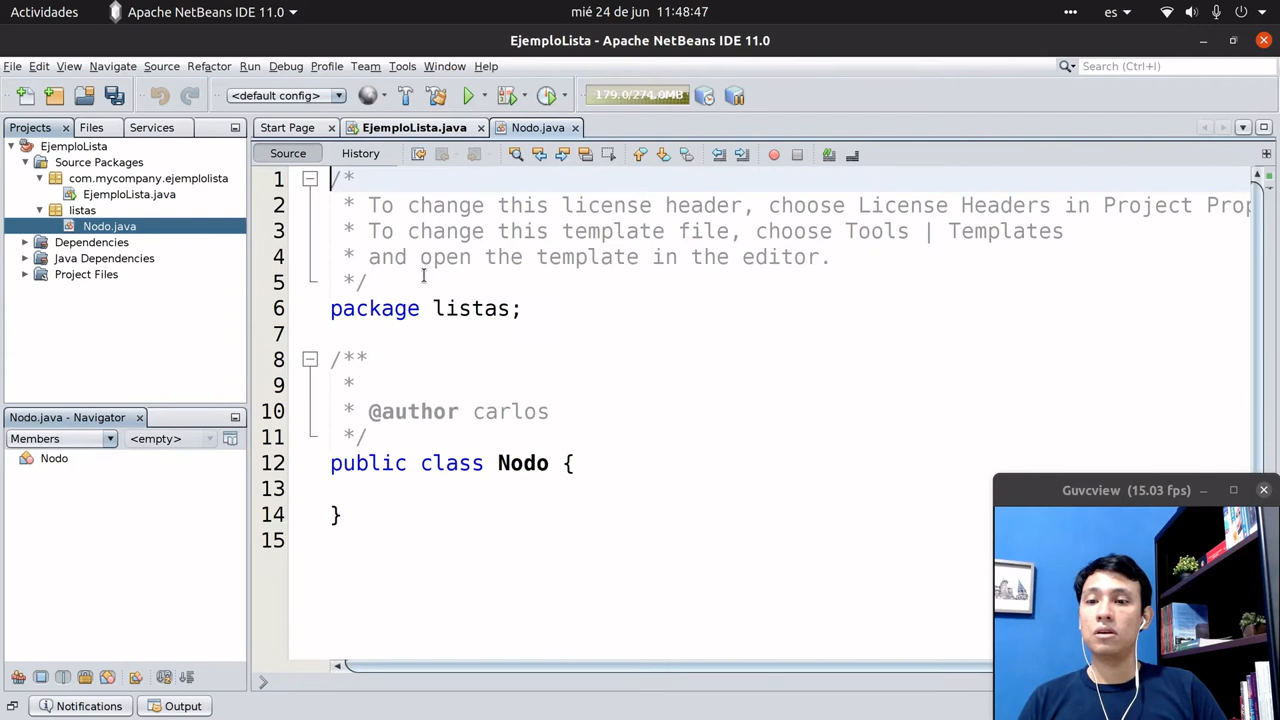 Actividades
Apache NetBeans IDE 11.0
mié 24 de jun 11:48:47
es
EjemploLista - Apache NetBeans IDE 11.0
File Edit View Navigate Source Refactor Run Debug Profile Team Tools Window Help
Search (Ctrl+I)
<default config>
179.0/274.0MB
Projects Files Services
Start Page EjemploLista.java Nodo.java
Source History
EjemploLista
Source Packages
com.mycompany.ejemplolista
EjemploLista.java
listas
Nodo.java
Dependencies
Java Dependencies
Project Files
Nodo.java - Navigator
Members <empty>
Nodo
1 /*
2 * To change this license header, choose License Headers in Project Prop
3 * To change this template file, choose Tools | Templates
4 * and open the template in the editor.
5 */
6 package listas;
7
8 /**
9 *
10 * @author carlos
11 */
12 public class Nodo {
13
14 }
15
Guvcview (15.03 fps)
Notifications Output